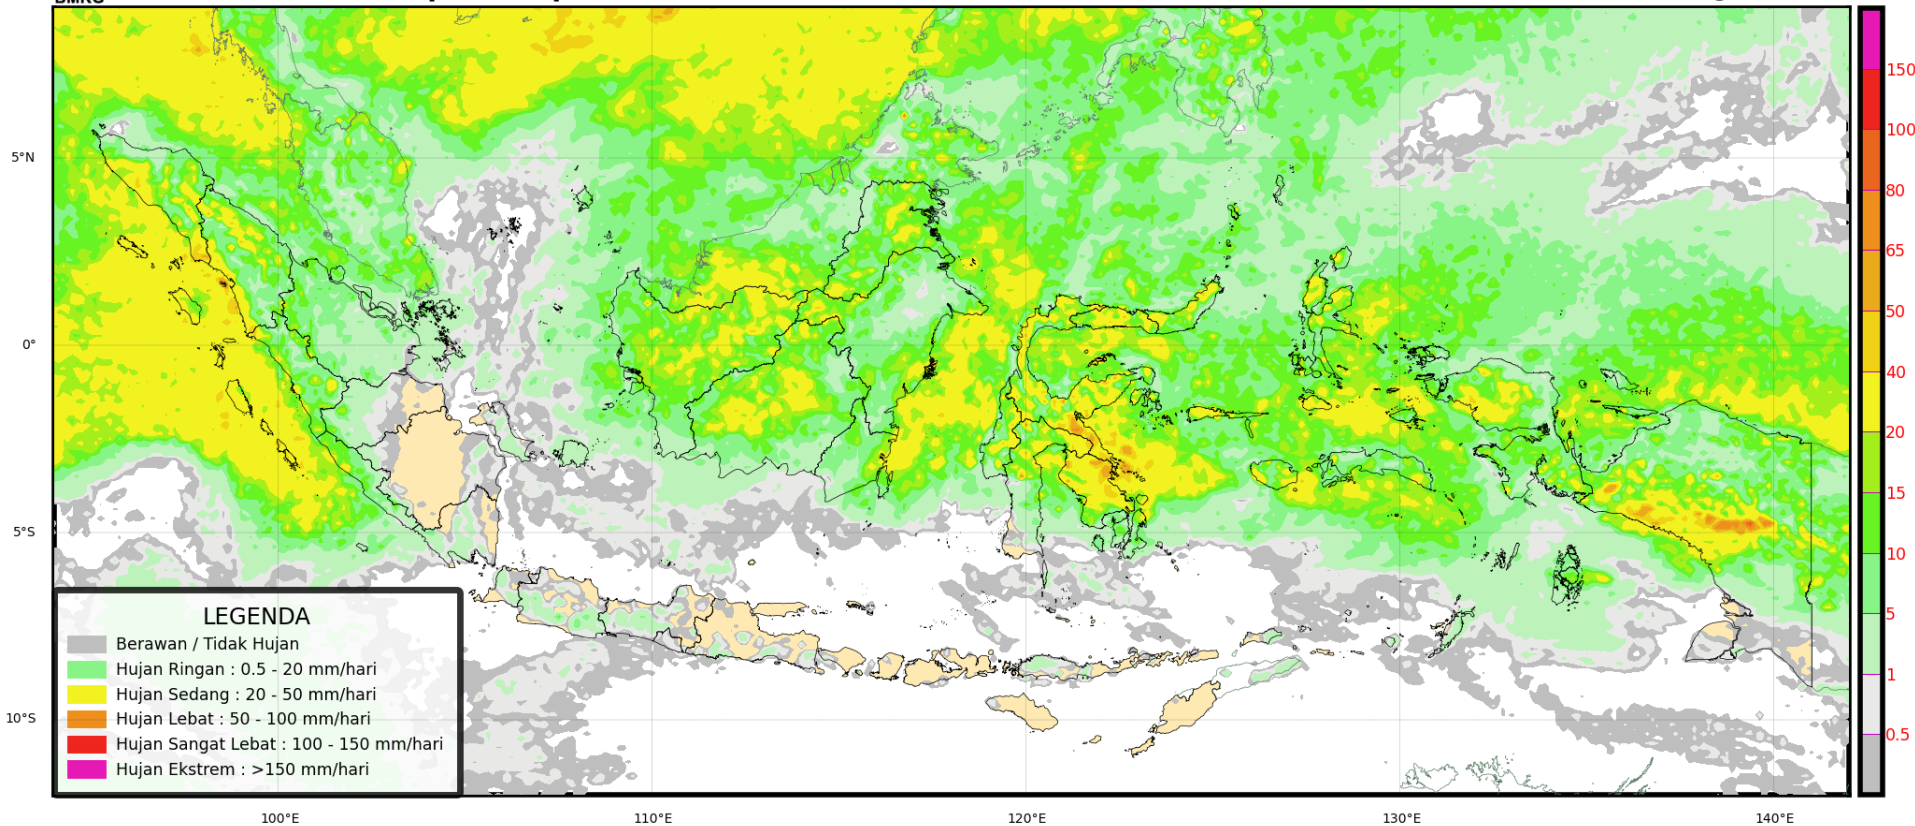 BMKG
5°N
0°
5°S
10°S
100°E
110°E
120°E
130°E
140°E
LEGENDA
Berawan / Tidak Hujan
Hujan Ringan : 0.5 - 20 mm/hari
Hujan Sedang : 20 - 50 mm/hari
Hujan Lebat : 50 - 100 mm/hari
Hujan Sangat Lebat : 100 - 150 mm/hari
Hujan Ekstrem : >150 mm/hari
150
100
80
65
50
40
20
15
10
5
1
0.5